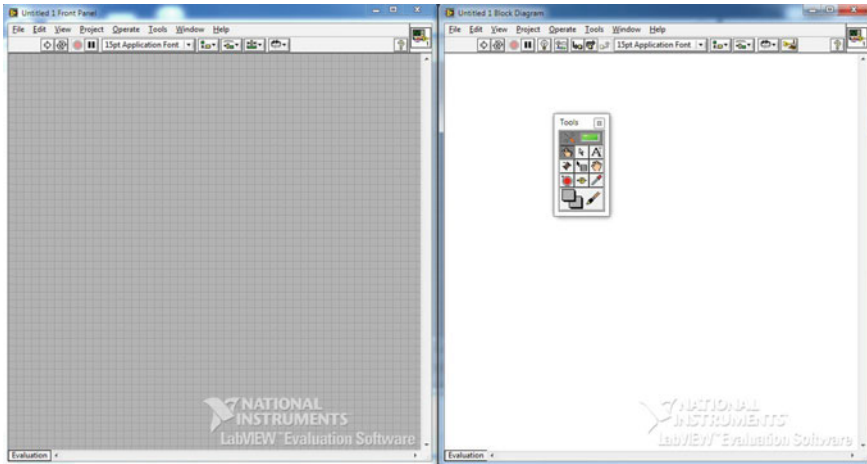 Untitled 1 Front Panel
File Edit View Project Operate Tools Window Help
15pt Application Font
NATIONAL
INSTRUMENTS
LabVIEW™ Evaluation Software
Evaluation
Untitled 1 Block Diagram
File Edit View Project Operate Tools Window Help
15pt Application Font
Tools
A
NATIONAL
INSTRUMENTS
LabVIEW™ Evaluation Software
Evaluation